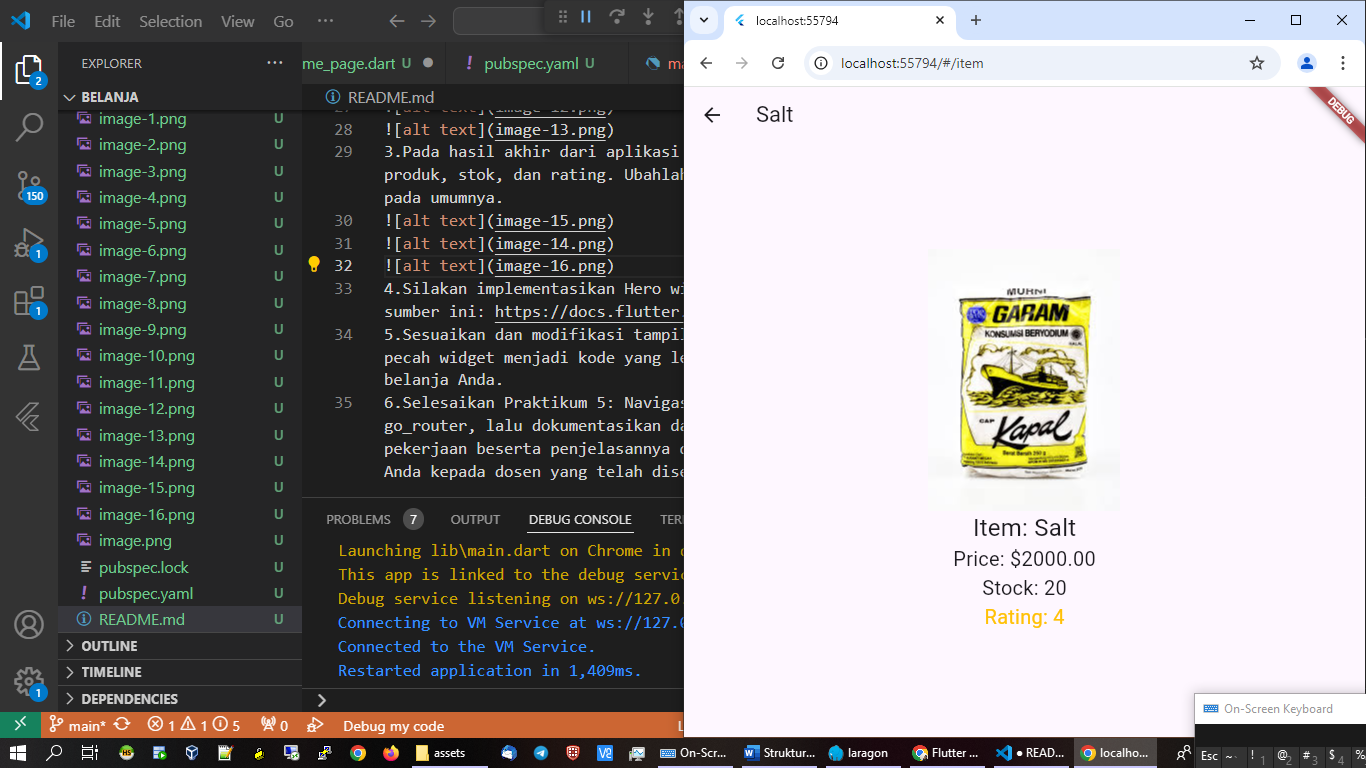 File Edit Selection View Go ···
EXPLORER ···
BELANJA
image-1.png U
image-2.png U
image-3.png U
image-4.png U
image-5.png U
image-6.png U
image-7.png U
image-8.png U
image-9.png U
image-10.png U
image-11.png U
image-12.png U
image-13.png U
image-14.png U
image-15.png U
image-16.png U
image.png U
pubspec.lock U
pubspec.yaml U
README.md U
OUTLINE
TIMELINE
DEPENDENCIES
2
150
1
1
1
me_page.dart U
pubspec.yaml U
ma
README.md
28 ![alt text](image-13.png)
29 3.Pada hasil akhir dari aplikasi
produk, stok, dan rating. Ubahlah
pada umumnya.
30 ![alt text](image-15.png)
31 ![alt text](image-14.png)
32 ![alt text](image-16.png)
33 4.Silakan implementasikan Hero wi
sumber ini: https://docs.flutter.
34 5.Sesuaikan dan modifikasi tampil
pecah widget menjadi kode yang le
belanja Anda.
35 6.Selesaikan Praktikum 5: Navigas
go_router, lalu dokumentasikan da
pekerjaan beserta penjelasannya d
Anda kepada dosen yang telah dise
PROBLEMS 7 OUTPUT DEBUG CONSOLE TER
Launching lib\main.dart on Chrome in d
This app is linked to the debug servic
Debug service listening on ws://127.0
Connecting to VM Service at ws://127.0
Connected to the VM Service.
Restarted application in 1,409ms.
main* 1 1 5 0 Debug my code
localhost:55794
localhost:55794/#/item
Salt
DEBUG
MURNI
GARAM
KONSUMSI BERYODIUM
CAP
Kapal
Item: Salt
Price: $2000.00
Stock: 20
Rating: 4
On-Screen Keyboard
Esc ~ ! 1 @ 2 # 3 $ 4 %
assets On-Scr... Struktur... laragon Flutter ... ● READ... localho...